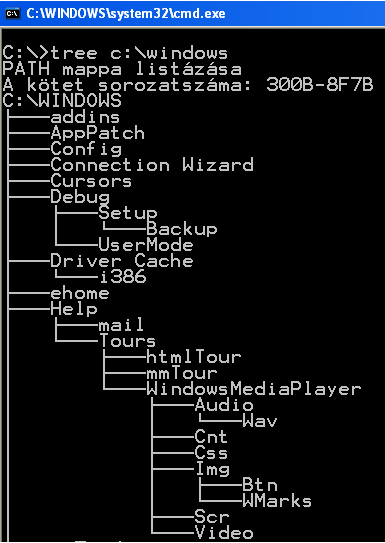 C:\WINDOWS\system32\cmd.exe
C:\>tree c:\windows
PATH mappa listázása
A kötet sorozatszáma: 300B-8F7B
C:\WINDOWS
addins
AppPatch
Config
Connection Wizard
Cursors
Debug
Setup
Backup
UserMode
Driver Cache
i386
ehome
Help
mail
Tours
htmlTour
mmTour
WindowsMediaPlayer
Audio
Wav
Cnt
Css
Img
Btn
WMarks
Scr
Video